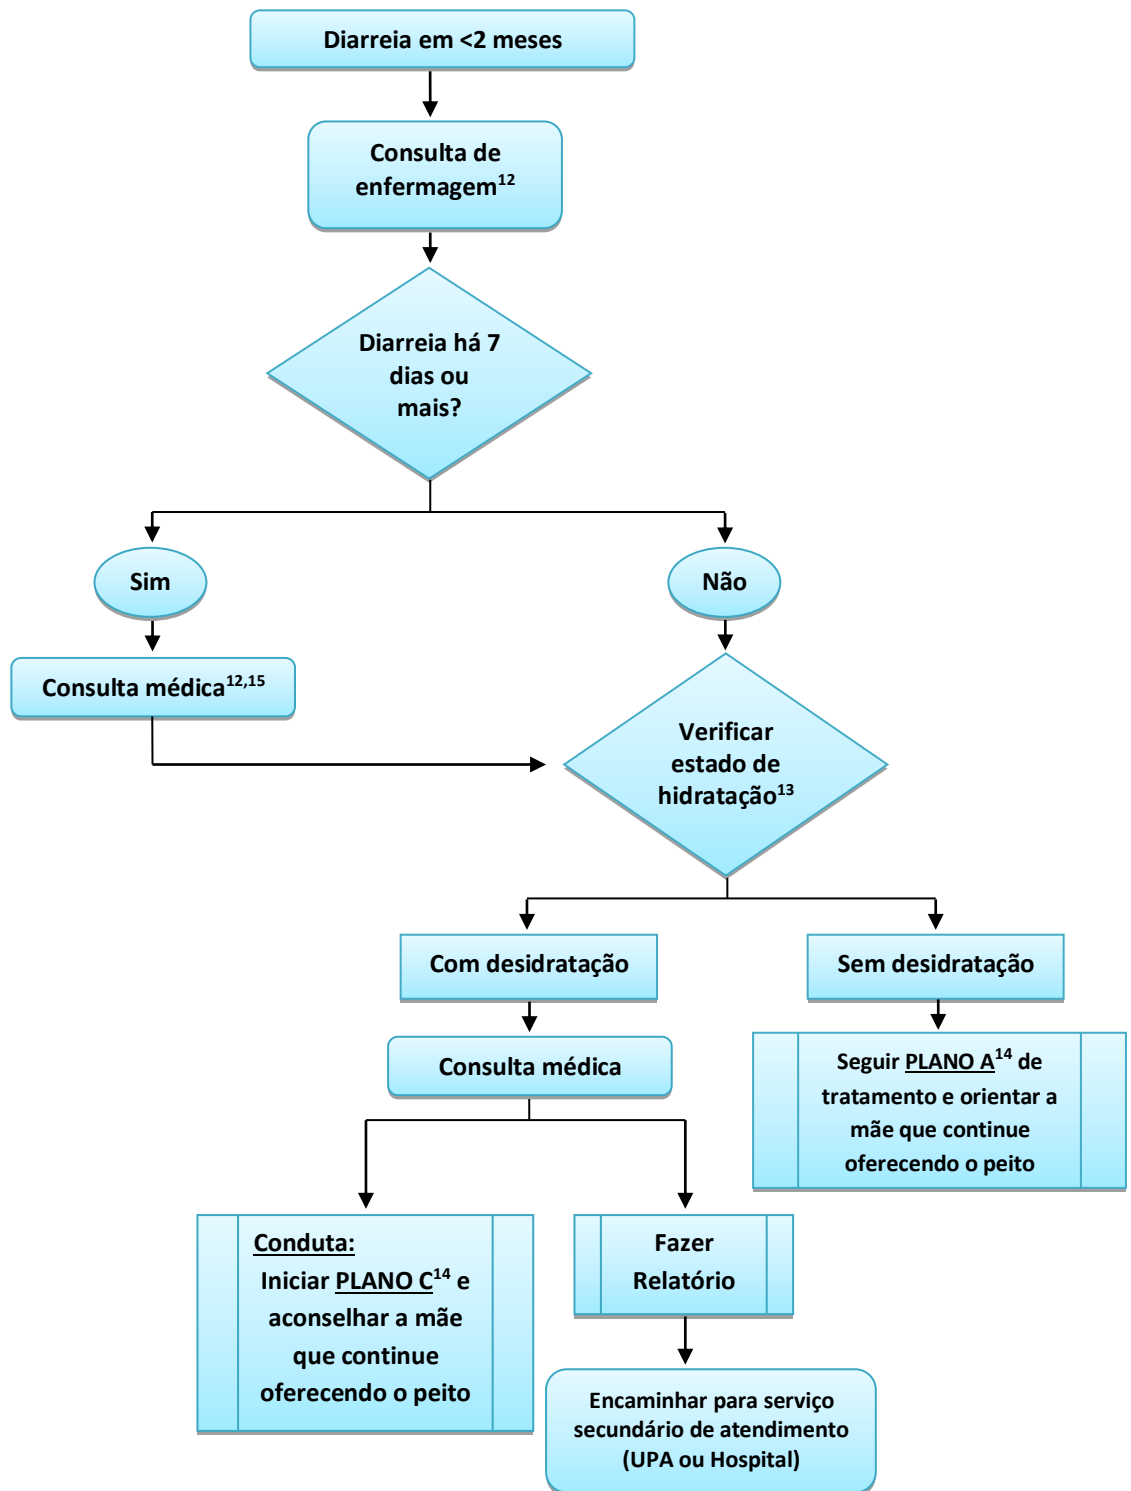 Diarreia em <2 meses
Consulta de
enfermagem12
Diarreia há 7
dias ou
mais?
Sim
Não
Consulta médica12,15
Verificar
estado de
hidratação13
Com desidratação
Sem desidratação
Consulta médica
Seguir PLANO A14 de
tratamento e orientar a
mãe que continue
oferecendo o peito
Conduta:
Iniciar PLANO C14 e
aconselhar a mãe
que continue
oferecendo o peito
Fazer
Relatório
Encaminhar para serviço
secundário de atendimento
(UPA ou Hospital)